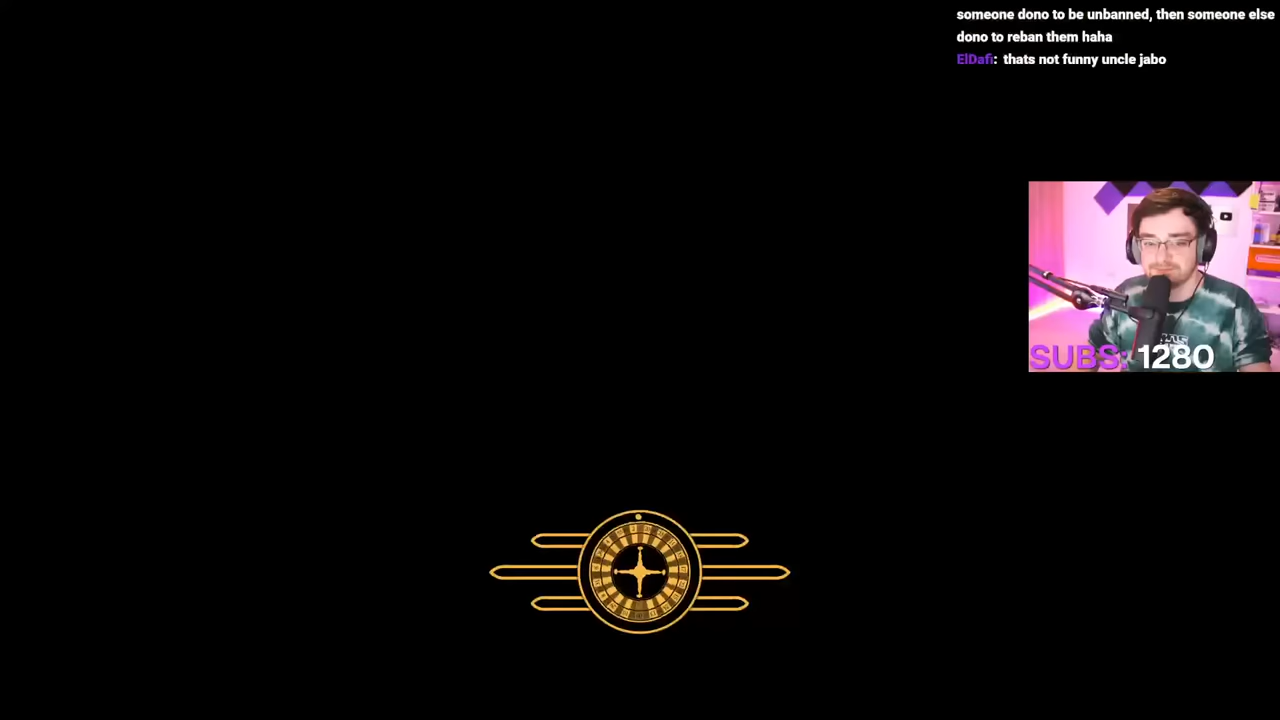 someone dono to be unbanned, then someone else
dono to reban them haha
ElDafi: thats not funny uncle jabo
SUBS: 1280